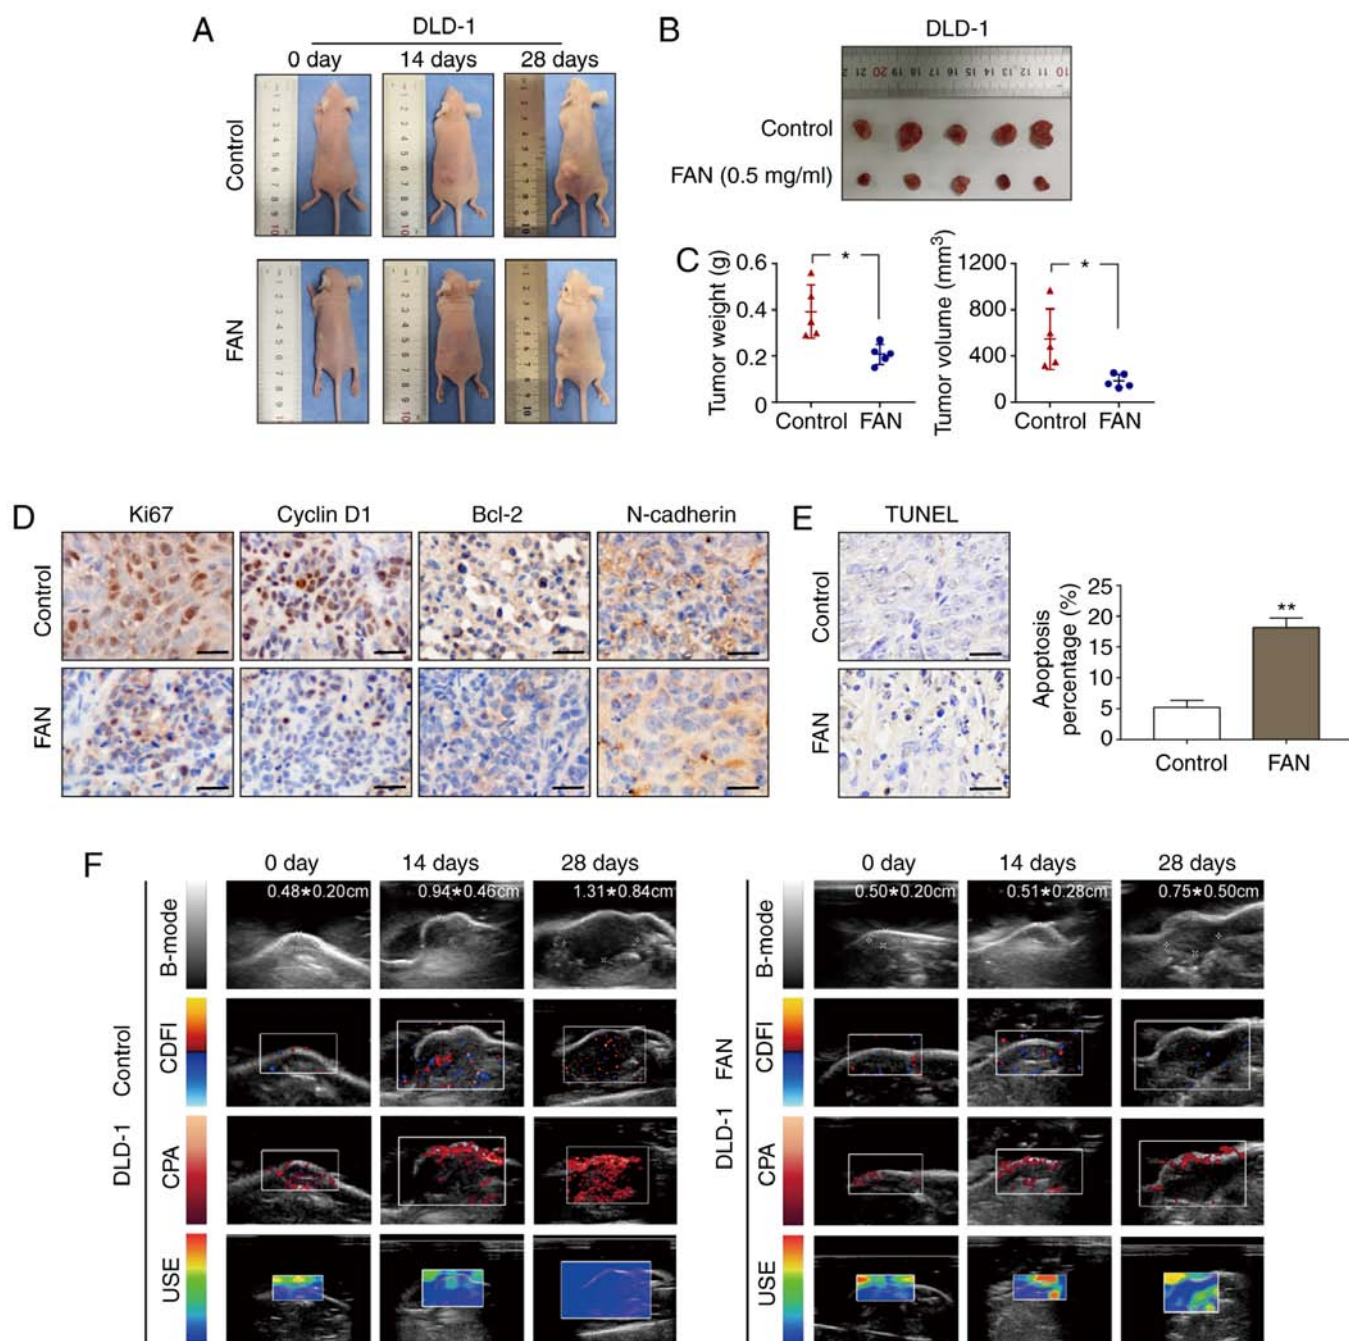 A
DLD-1
0 day
14 days
28 days
Control
FAN
B
DLD-1
Control
FAN (0.5 mg/ml)
C
Tumor weight (g)
0.6
0.4
0.2
0
*
Control
FAN
Tumor volume (mm³)
1200
800
400
0
*
Control
FAN
D
Ki67
Cyclin D1
Bcl-2
N-cadherin
Control
FAN
E
TUNEL
Control
FAN
Apoptosis
percentage (%)
25
20
15
10
5
0
**
Control
FAN
F
0 day
14 days
28 days
DLD-1
Control
B-mode
0.48*0.20cm
0.94*0.46cm
1.31*0.84cm
CDFI
CPA
USE
0 day
14 days
28 days
DLD-1
FAN
B-mode
0.50*0.20cm
0.51*0.28cm
0.75*0.50cm
CDFI
CPA
USE